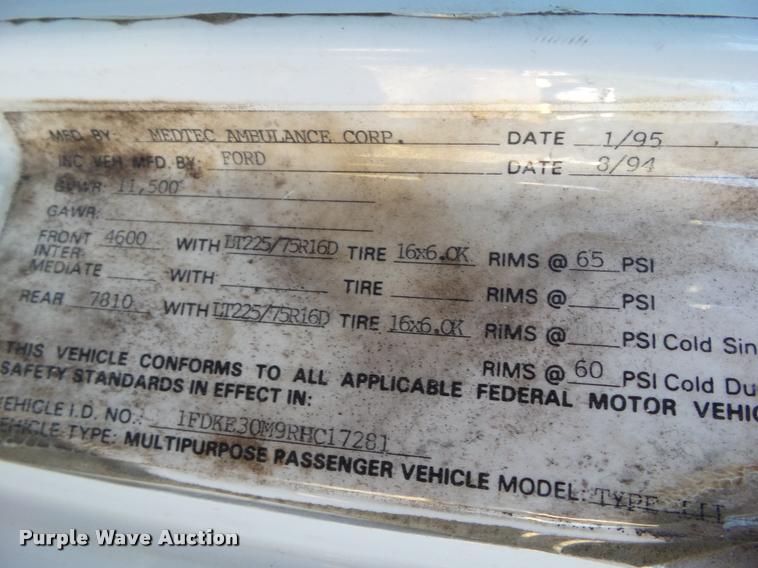 MFD BY: MEDTEC AMBULANCE CORP. DATE 1/95
INC VEH MFD BY: FORD DATE 8/94
GVWR: 11,500
GAWR:
FRONT 4600 WITH LT225/75R16D TIRE 16x6.0K RIMS @ 65 PSI
INTER-
MEDIATE WITH TIRE RIMS @ PSI
REAR 7810 WITH LT225/75R16D TIRE 16x6.0K RIMS @ PSI Cold Sin
RIMS @ 60 PSI Cold Du
THIS VEHICLE CONFORMS TO ALL APPLICABLE FEDERAL MOTOR VEHIC
SAFETY STANDARDS IN EFFECT IN:
VEHICLE I.D. NO.: 1FDKE30M9RHC17281
VEHICLE TYPE: MULTIPURPOSE PASSENGER VEHICLE MODEL: TYPE III
Purple Wave Auction